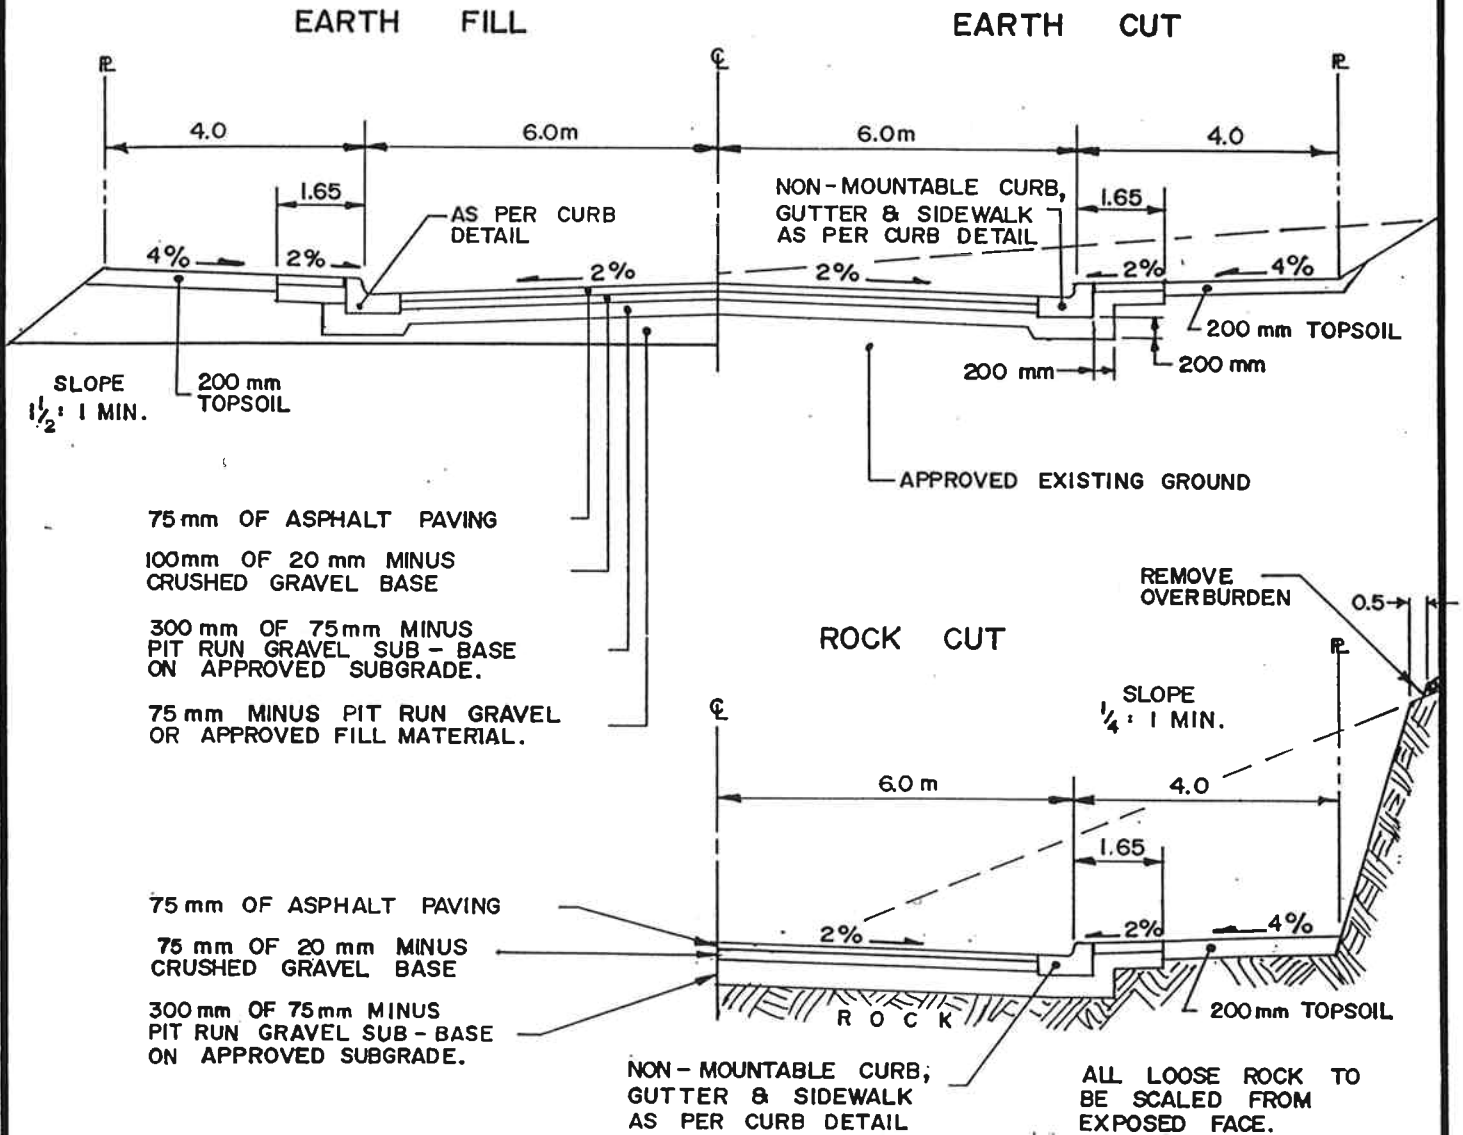 EARTH FILL
EARTH CUT
℄
4.0
6.0m
6.0m
4.0
1.65
AS PER CURB
DETAIL
NON-MOUNTABLE CURB,
GUTTER & SIDEWALK
AS PER CURB DETAIL
1.65
4%
2%
2%
2%
2%
4%
SLOPE
1 1/2 : 1 MIN.
200 mm
TOPSOIL
200 mm
200 mm TOPSOIL
200 mm
APPROVED EXISTING GROUND
75 mm OF ASPHALT PAVING
100mm OF 20 mm MINUS
CRUSHED GRAVEL BASE
300 mm OF 75mm MINUS
PIT RUN GRAVEL SUB-BASE
ON APPROVED SUBGRADE.
75 mm MINUS PIT RUN GRAVEL
OR APPROVED FILL MATERIAL.
ROCK CUT
REMOVE
OVERBURDEN
0.5
SLOPE
1/4 : 1 MIN.
℄
6.0 m
4.0
1.65
2%
2%
4%
75 mm OF ASPHALT PAVING
75 mm OF 20 mm MINUS
CRUSHED GRAVEL BASE
300 mm OF 75mm MINUS
PIT RUN GRAVEL SUB-BASE
ON APPROVED SUBGRADE.
ROCK
200mm TOPSOIL
NON-MOUNTABLE CURB,
GUTTER & SIDEWALK
AS PER CURB DETAIL
ALL LOOSE ROCK TO
BE SCALED FROM
EXPOSED FACE.